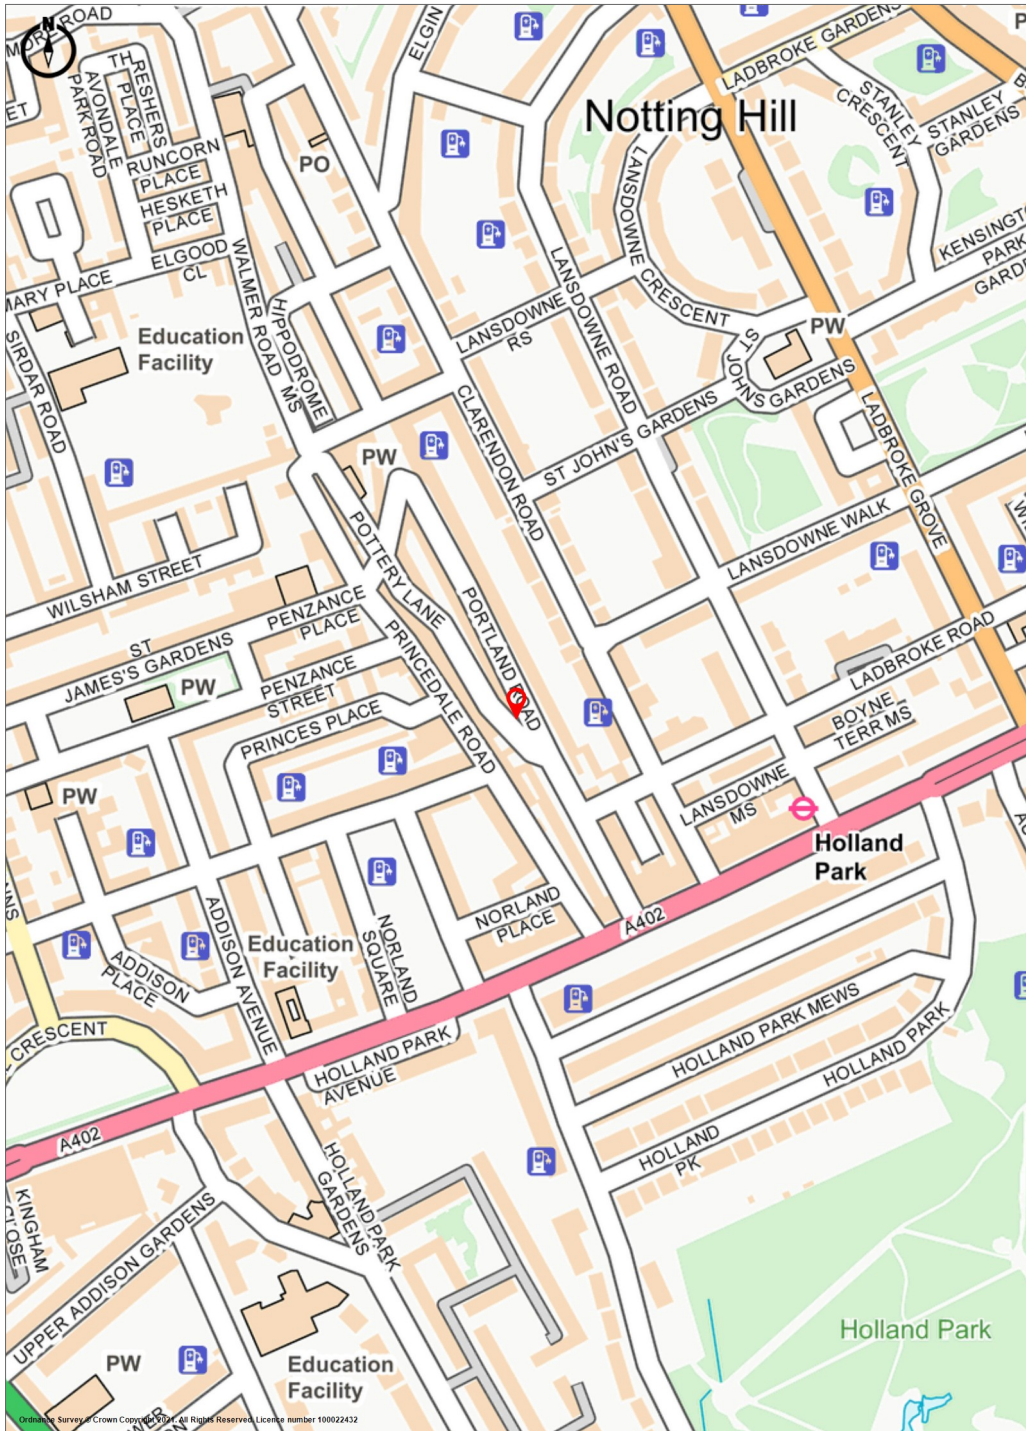 N
MORE ROAD
ELGIN
LADBROKE GARDENS
STANLEY
CRESCENT
STANLEY
GARDENS
THRESHERS
PLACE
AVONDALE
PARK ROAD
RUNCORN
PLACE
HESKETH
PLACE
ELGOOD
CL
PO
Notting Hill
LANSDOWNE CRESCENT
KENSINGTO
PARK
GARDE
MARY PLACE
WALMER ROAD
HIPPODROME
MS
LANSDOWNE
RS
LANSDOWNE ROAD
ST
JOHN'S GARDENS
PW
SIRDAR ROAD
Education
Facility
CLARENDON ROAD
ST JOHN'S GARDENS
LADBROKE GROVE
PW
POTTERY LANE
LANSDOWNE WALK
WILSHAM STREET
PENZANCE
PLACE
PORTLAND ROAD
PRINCEDALE ROAD
ST
JAMES'S GARDENS
PW
PENZANCE
STREET
PRINCES PLACE
LADBROKE ROAD
BOYNE
TERR MS
LANSDOWNE
MS
PW
Holland
Park
NORLAND
PLACE
A402
ADDISON AVENUE
Education
Facility
NORLAND
SQUARE
ADDISON
PLACE
CRESCENT
HOLLAND PARK
AVENUE
HOLLAND PARK MEWS
HOLLAND PARK
HOLLAND
PK
A402
KINGHAM
CLOSE
HOLLAND PARK
GARDENS
UPPER ADDISON GARDENS
Holland Park
PW
Education
Facility
Ordnance Survey © Crown Copyright 2021. All Rights Reserved. Licence number 100022432